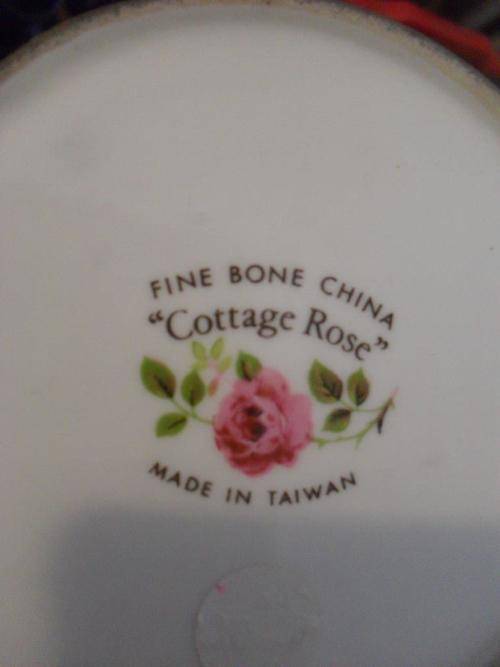 FINE BONE CHINA
“Cottage Rose”
MADE IN TAIWAN